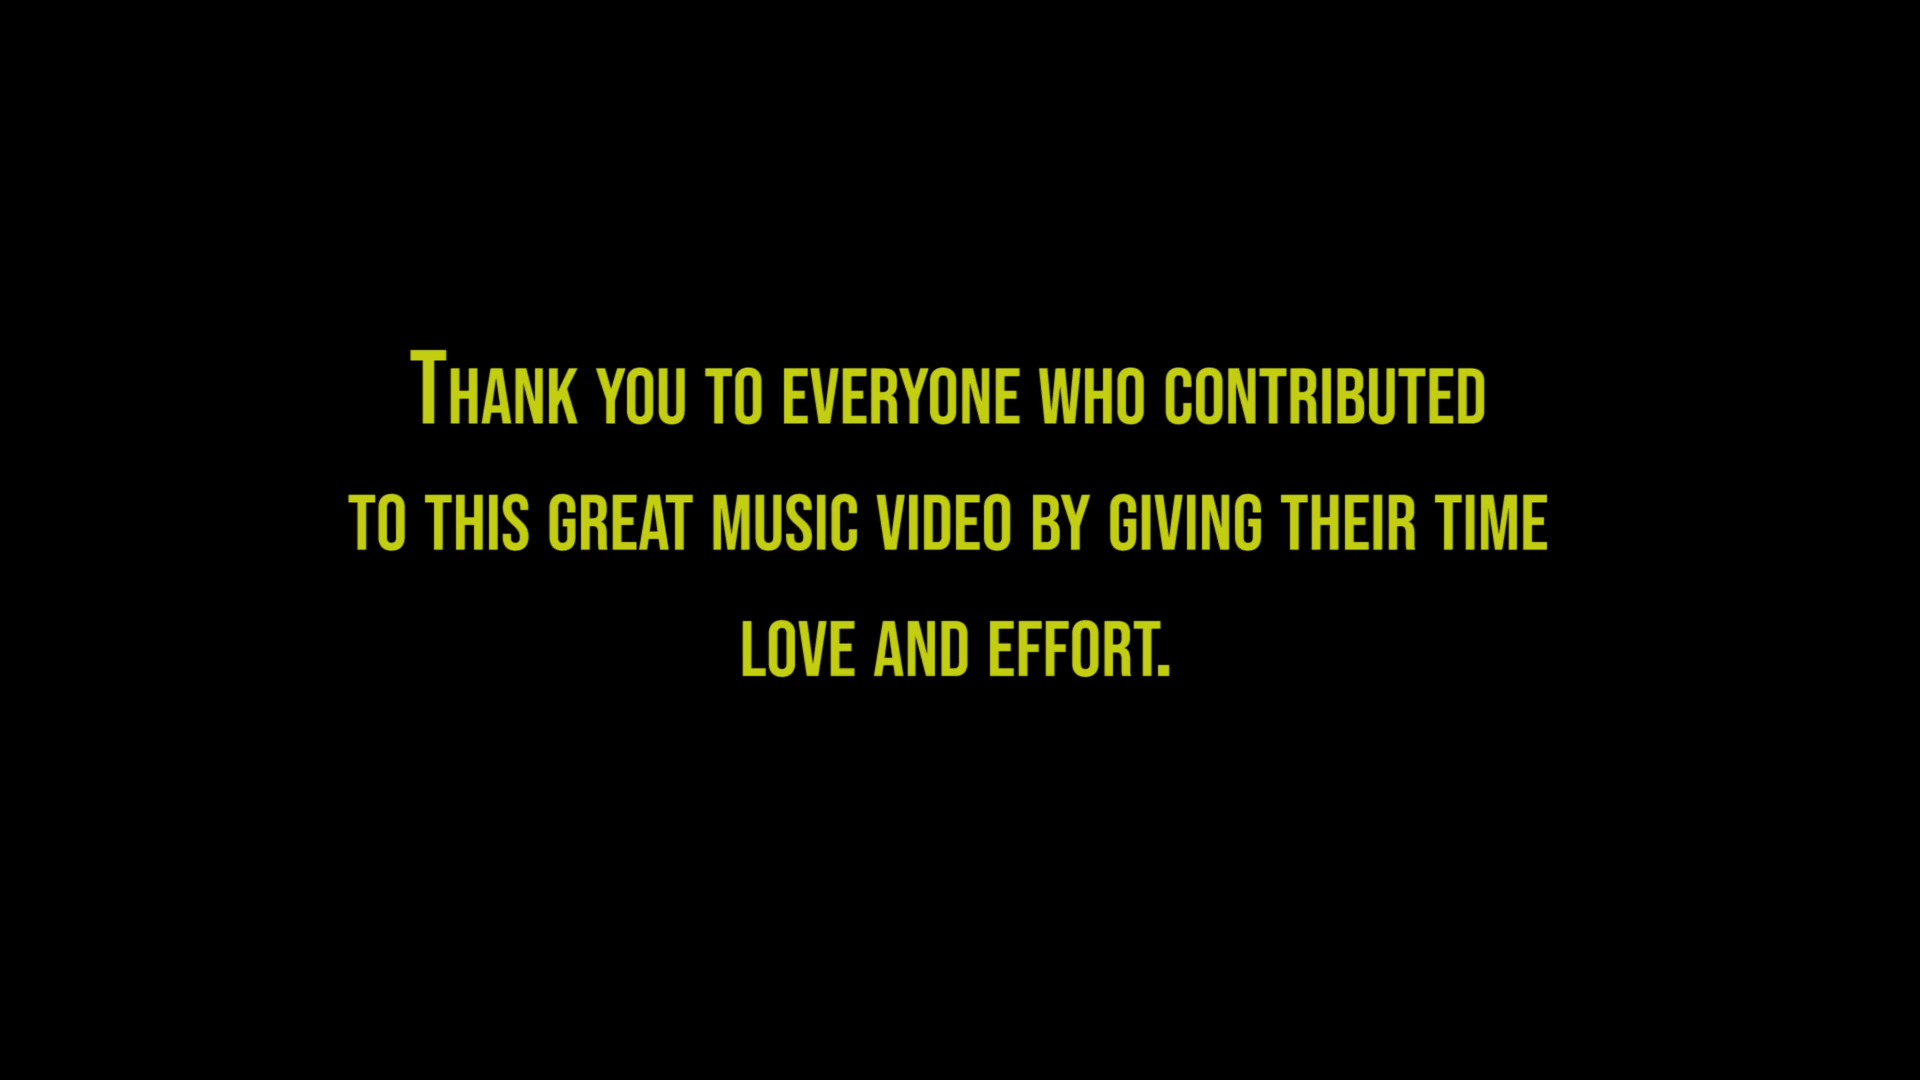 Thank you to everyone who contributed
to this great music video by giving their time
love and effort.